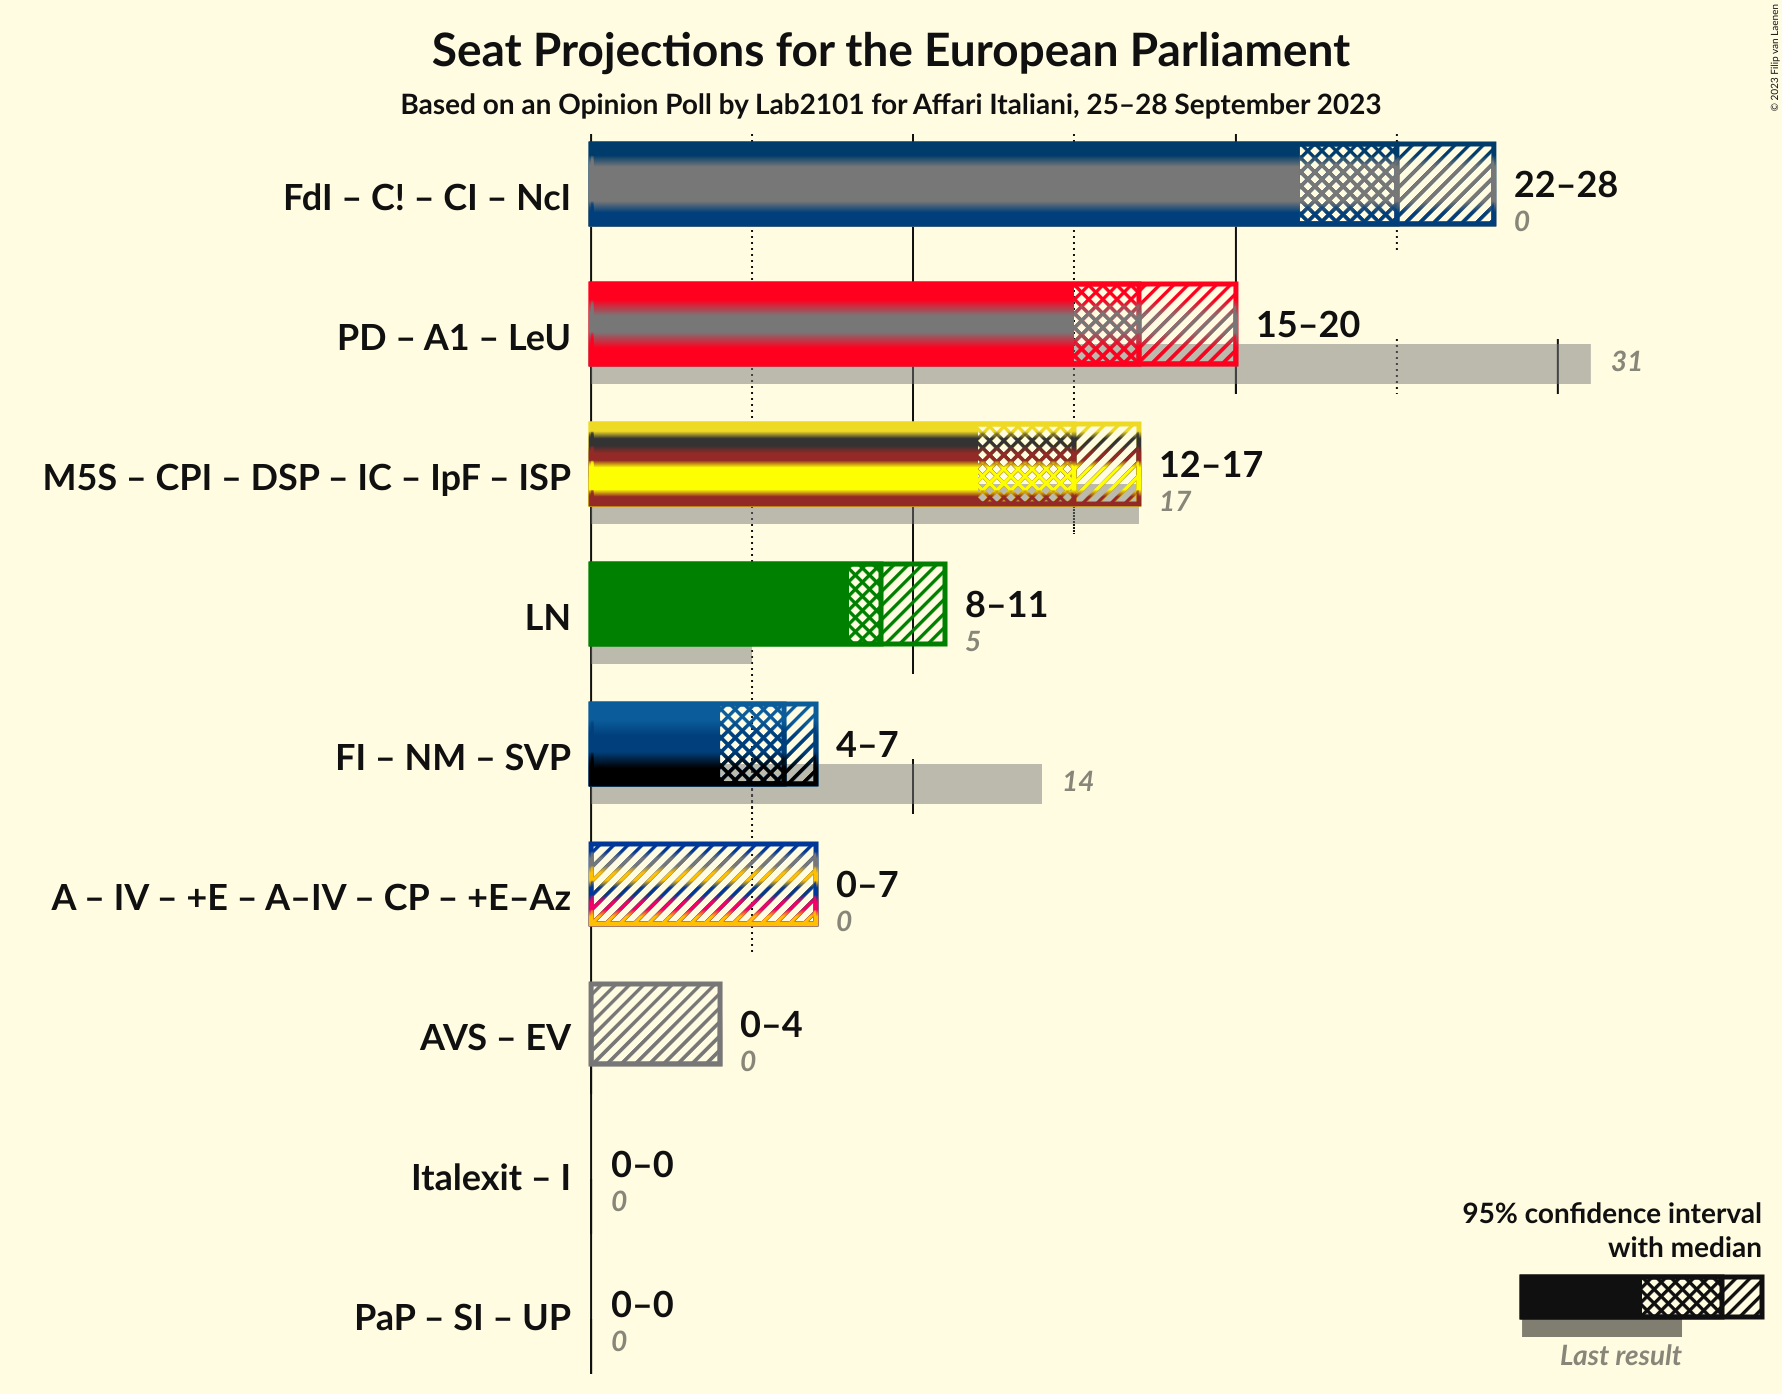 Seat Projections for the European Parliament
Based on an Opinion Poll by Lab2101 for Affari Italiani, 25–28 September 2023
© 2023 Filip van Laenen
FdI – C! – CI – NcI
22–28
0
PD – A1 – LeU
15–20
31
M5S – CPI – DSP – IC – IpF – ISP
12–17
17
LN
8–11
5
FI – NM – SVP
4–7
14
A – IV – +E – A–IV – CP – +E–Az
0–7
0
AVS – EV
0–4
0
Italexit – I
0–0
0
PaP – SI – UP
0–0
0
95% confidence interval
with median
Last result